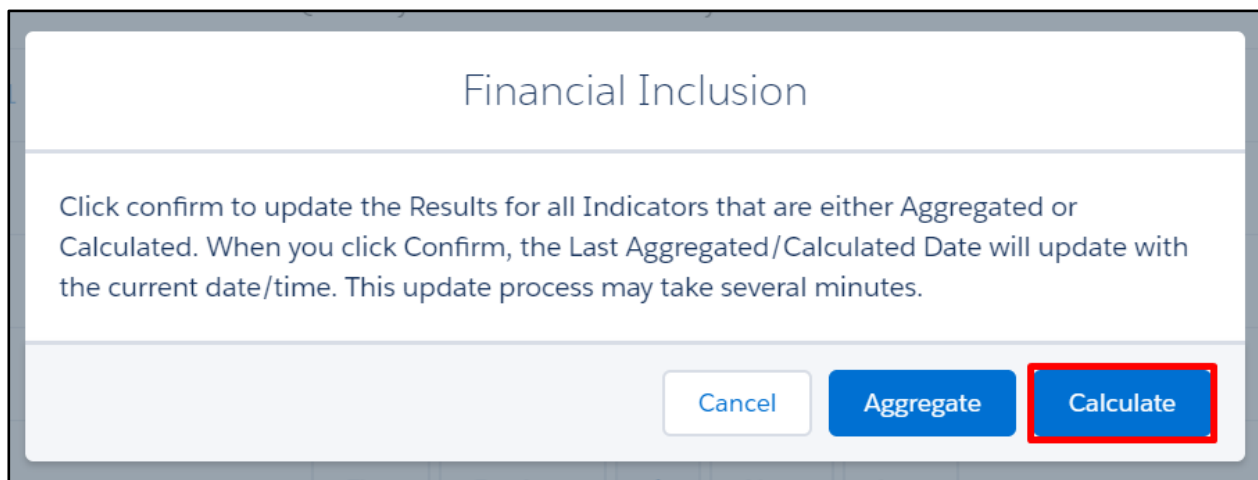 Financial Inclusion
Click confirm to update the Results for all Indicators that are either Aggregated or
Calculated. When you click Confirm, the Last Aggregated/Calculated Date will update with
the current date/time. This update process may take several minutes.
Cancel Aggregate Calculate